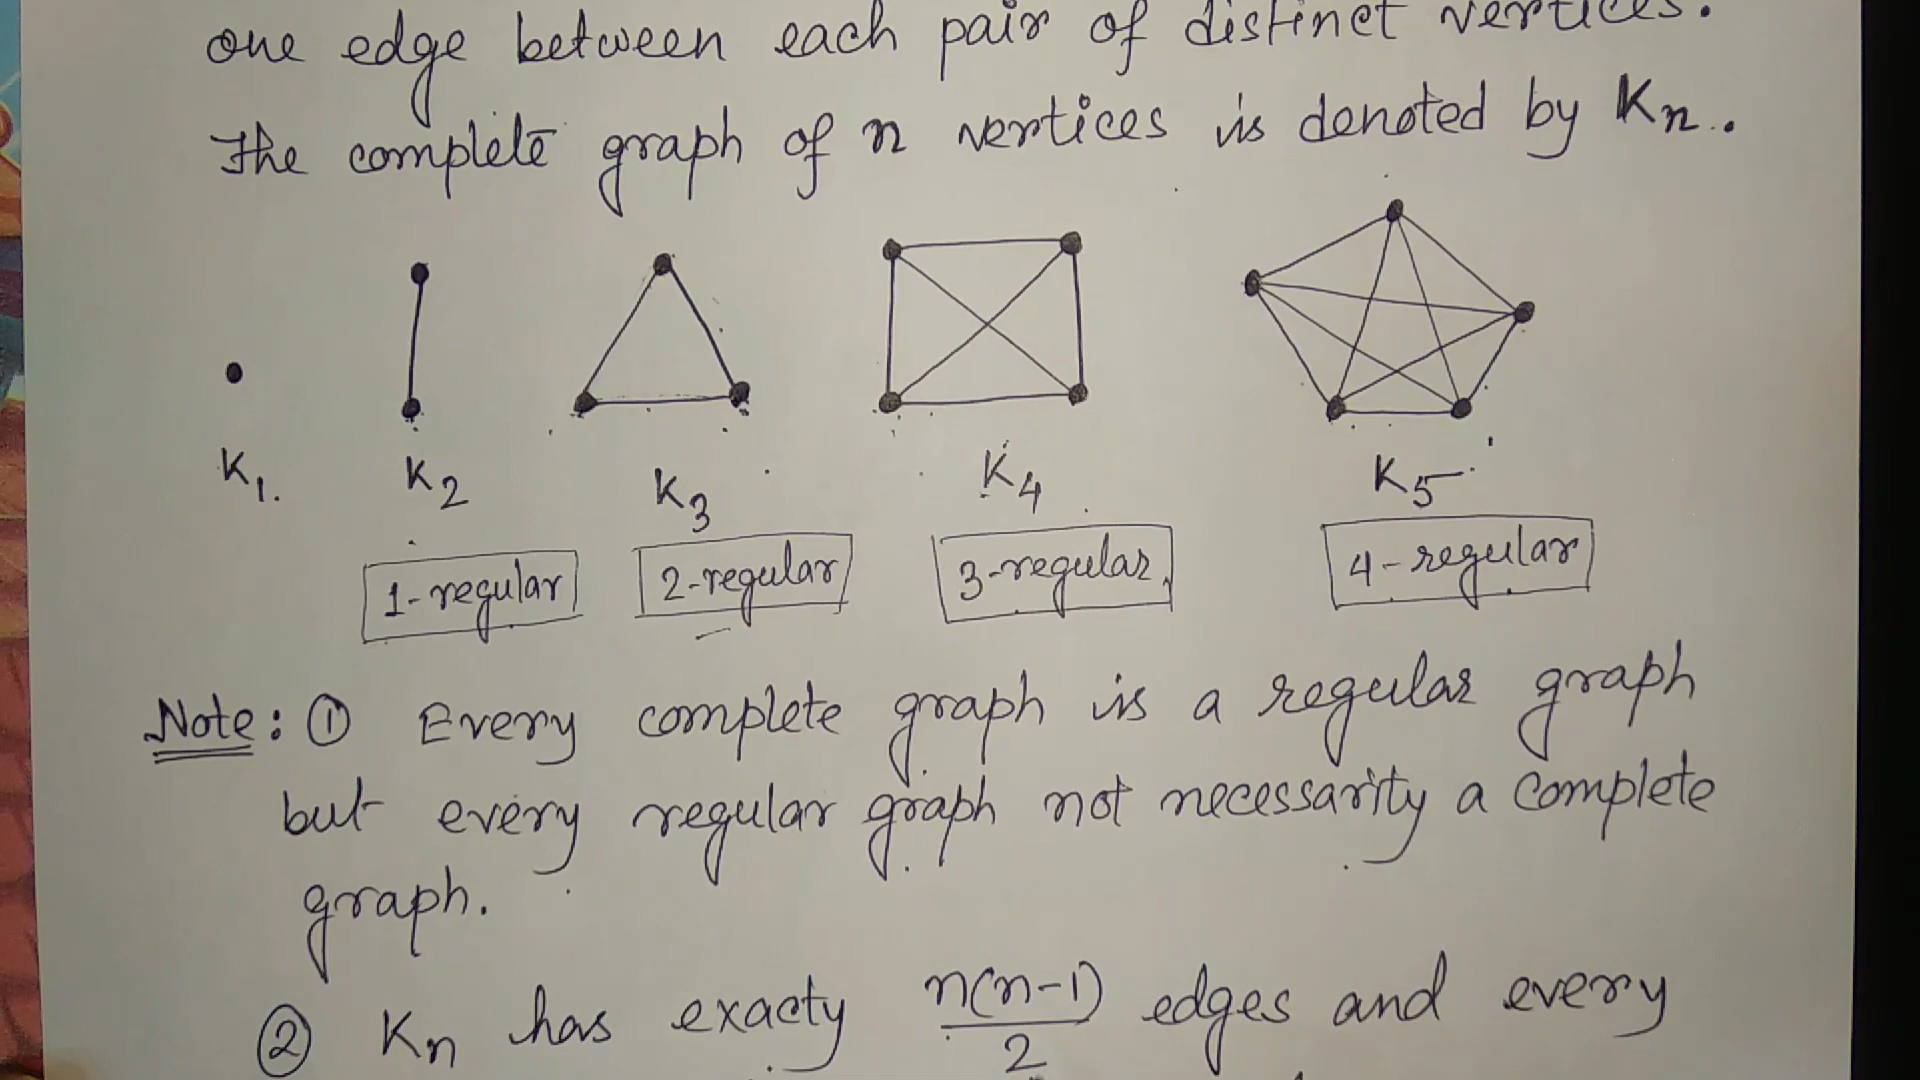 one edge between each pair of distinct vertices.
The complete graph of n vertices is denoted by Kn.
K1. K2 K3 K4 K5
1-regular 2-regular 3-regular 4-regular
Note: ① Every complete graph is a regular graph
but every regular graph not necessarity a complete
graph.
② Kn has exacty n(n-1)/2 edges and every